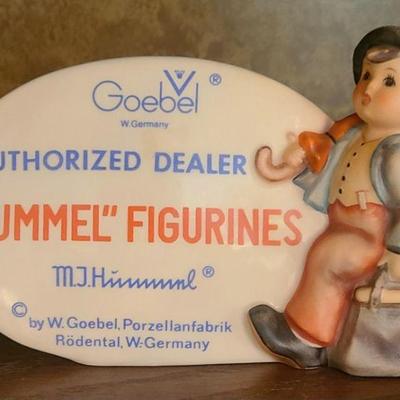 Goebel ®
W. Germany
UTHORIZED DEALER
UMMEL" FIGURINES
M.J.Hummel ®
© by W. Goebel, Porzellanfabrik
Rödental, W.-Germany